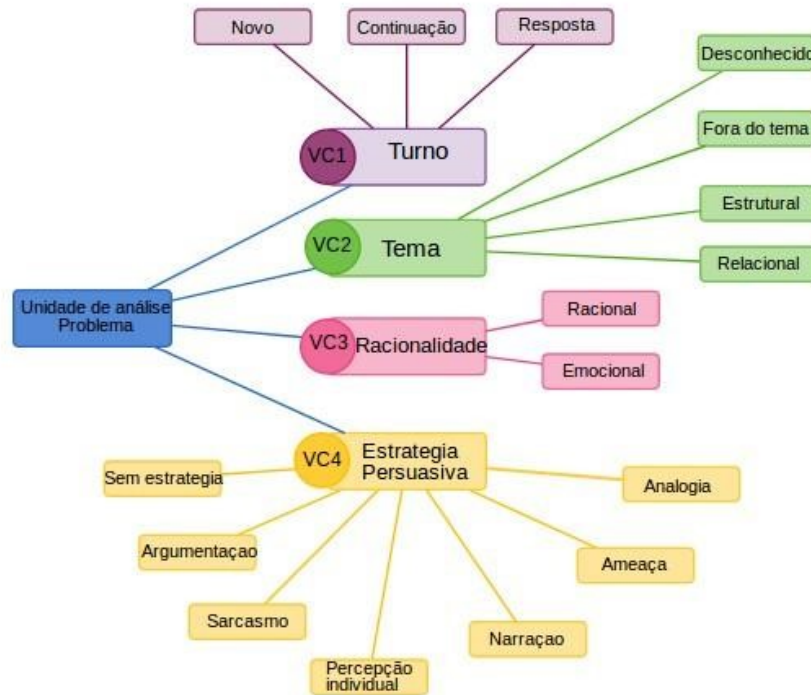 Novo
Continuação
Resposta
Desconhecido
Fora do tema
VC1
Turno
Estrutural
VC2
Tema
Relacional
Unidade de análise
Problema
Racional
VC3
Racionalidade
Emocional
VC4
Estrategia
Persuasiva
Sem estrategia
Analogia
Argumentaçao
Ameaça
Sarcasmo
Narraçao
Percepção
individual